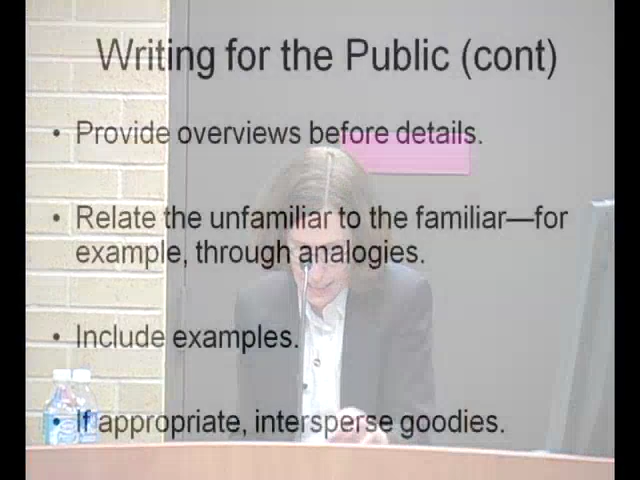 Writing for the Public (cont)
• Provide overviews before details.
• Relate the unfamiliar to the familiar—for
example, through analogies.
• Include examples.
• If appropriate, intersperse goodies.